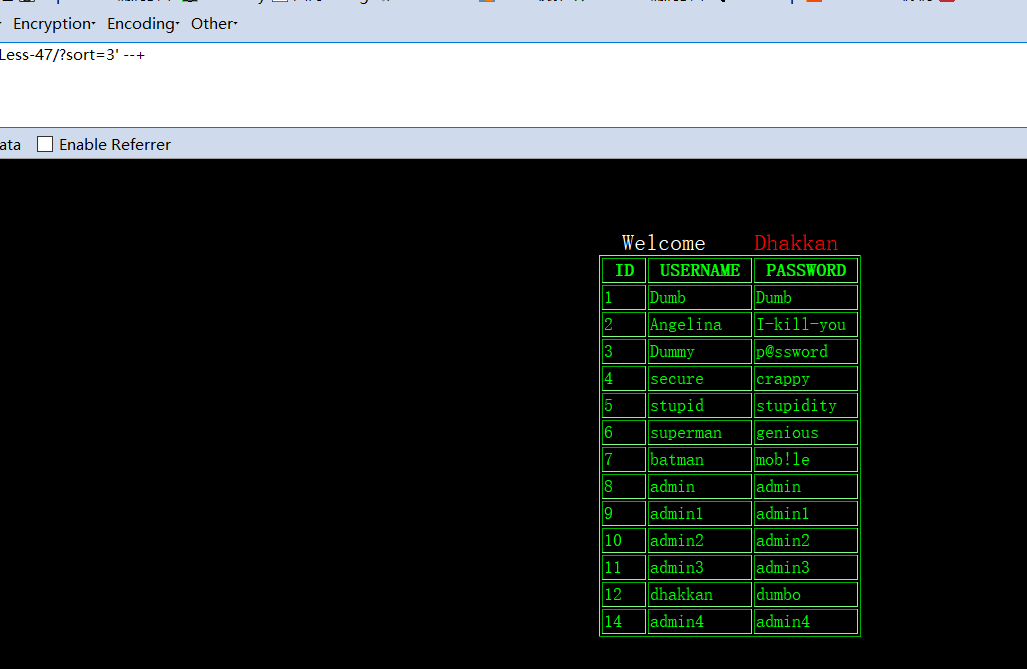 Encryption Encoding Other
Less-47/?sort=3' --+
ata Enable Referrer
Welcome Dhakkan
ID USERNAME PASSWORD
1 Dumb Dumb
2 Angelina I-kill-you
3 Dummy p@ssword
4 secure crappy
5 stupid stupidity
6 superman genious
7 batman mob!le
8 admin admin
9 admin1 admin1
10 admin2 admin2
11 admin3 admin3
12 dhakkan dumbo
14 admin4 admin4